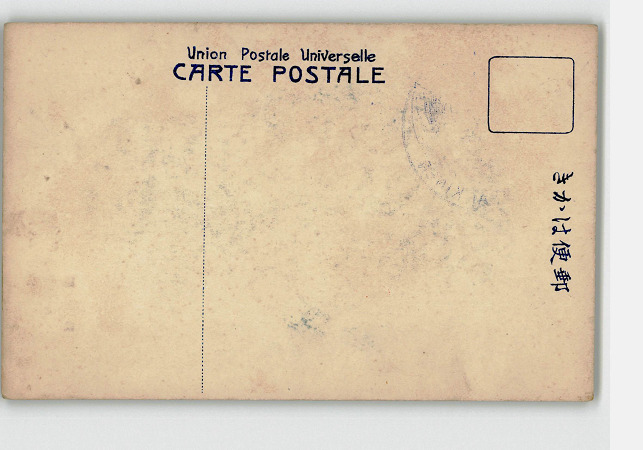 Union Postale Universelle
CARTE POSTALE
きかは便郵